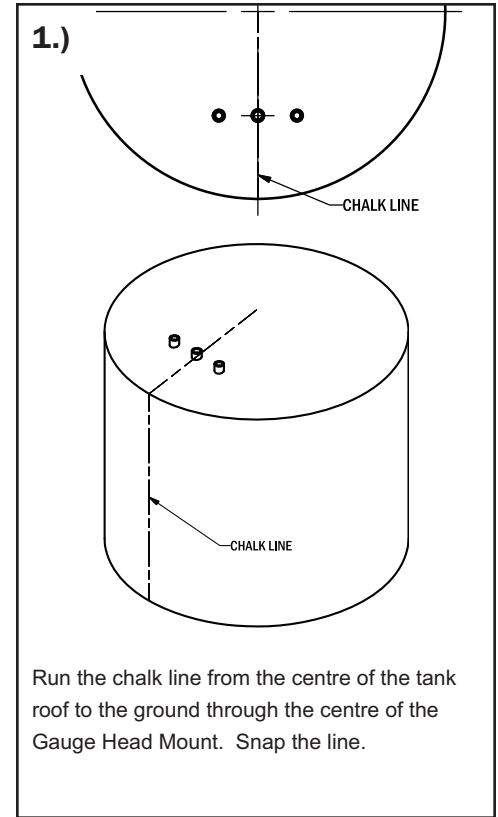 1.)
CHALK LINE
CHALK LINE
Run the chalk line from the centre of the tank
roof to the ground through the centre of the
Gauge Head Mount.  Snap the line.